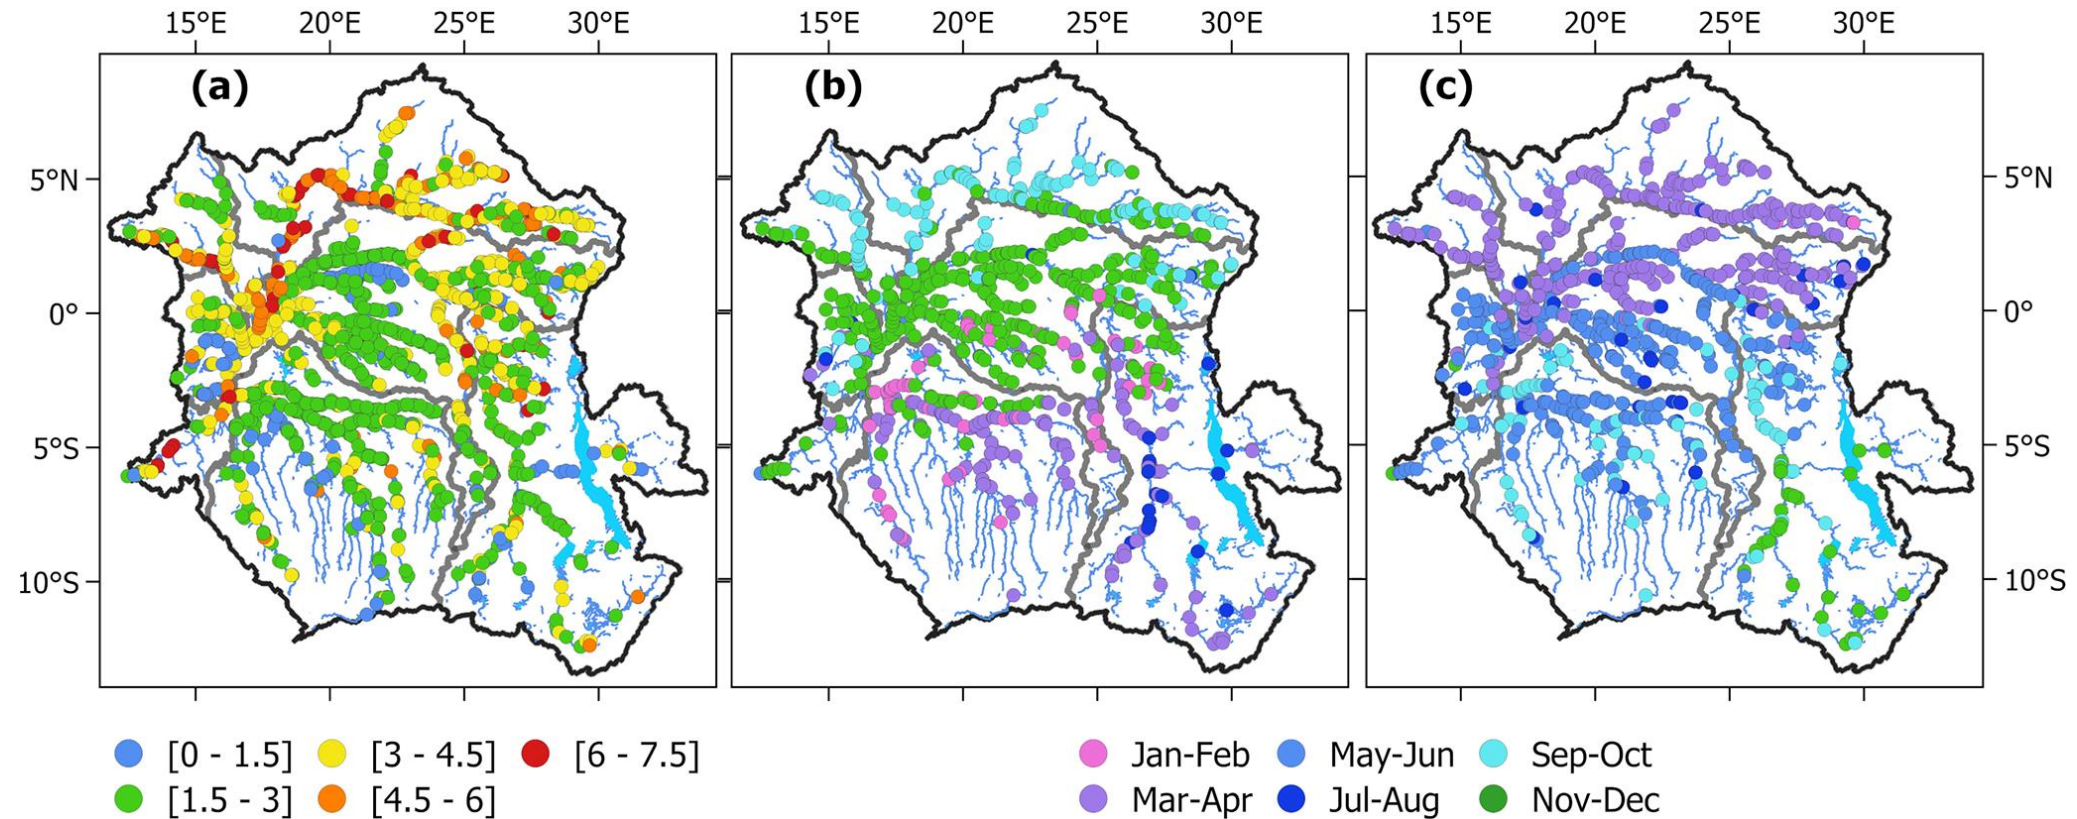 15°E 20°E 25°E 30°E 15°E 20°E 25°E 30°E 15°E 20°E 25°E 30°E
(a) (b) (c)
5°N 5°N
0° 0°
5°S 5°S
10°S 10°S
[0 - 1.5] [3 - 4.5] [6 - 7.5] Jan-Feb May-Jun Sep-Oct
[1.5 - 3] [4.5 - 6] Mar-Apr Jul-Aug Nov-Dec